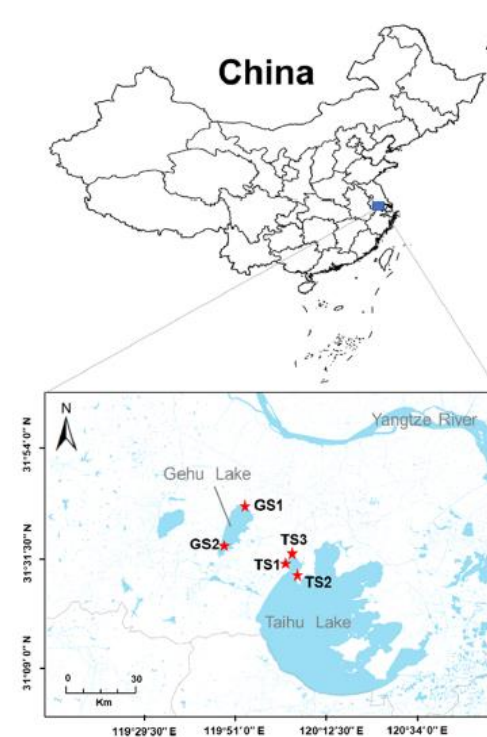 China
N
Yangtze River
31°54′0″ N
Gehu Lake
GS1
GS2
TS3
31°31′30″ N
TS1
TS2
Taihu Lake
31°09′0″ N
0 30
Km
119°29′30″ E 119°51′0″ E 120°12′30″ E 120°34′0″ E